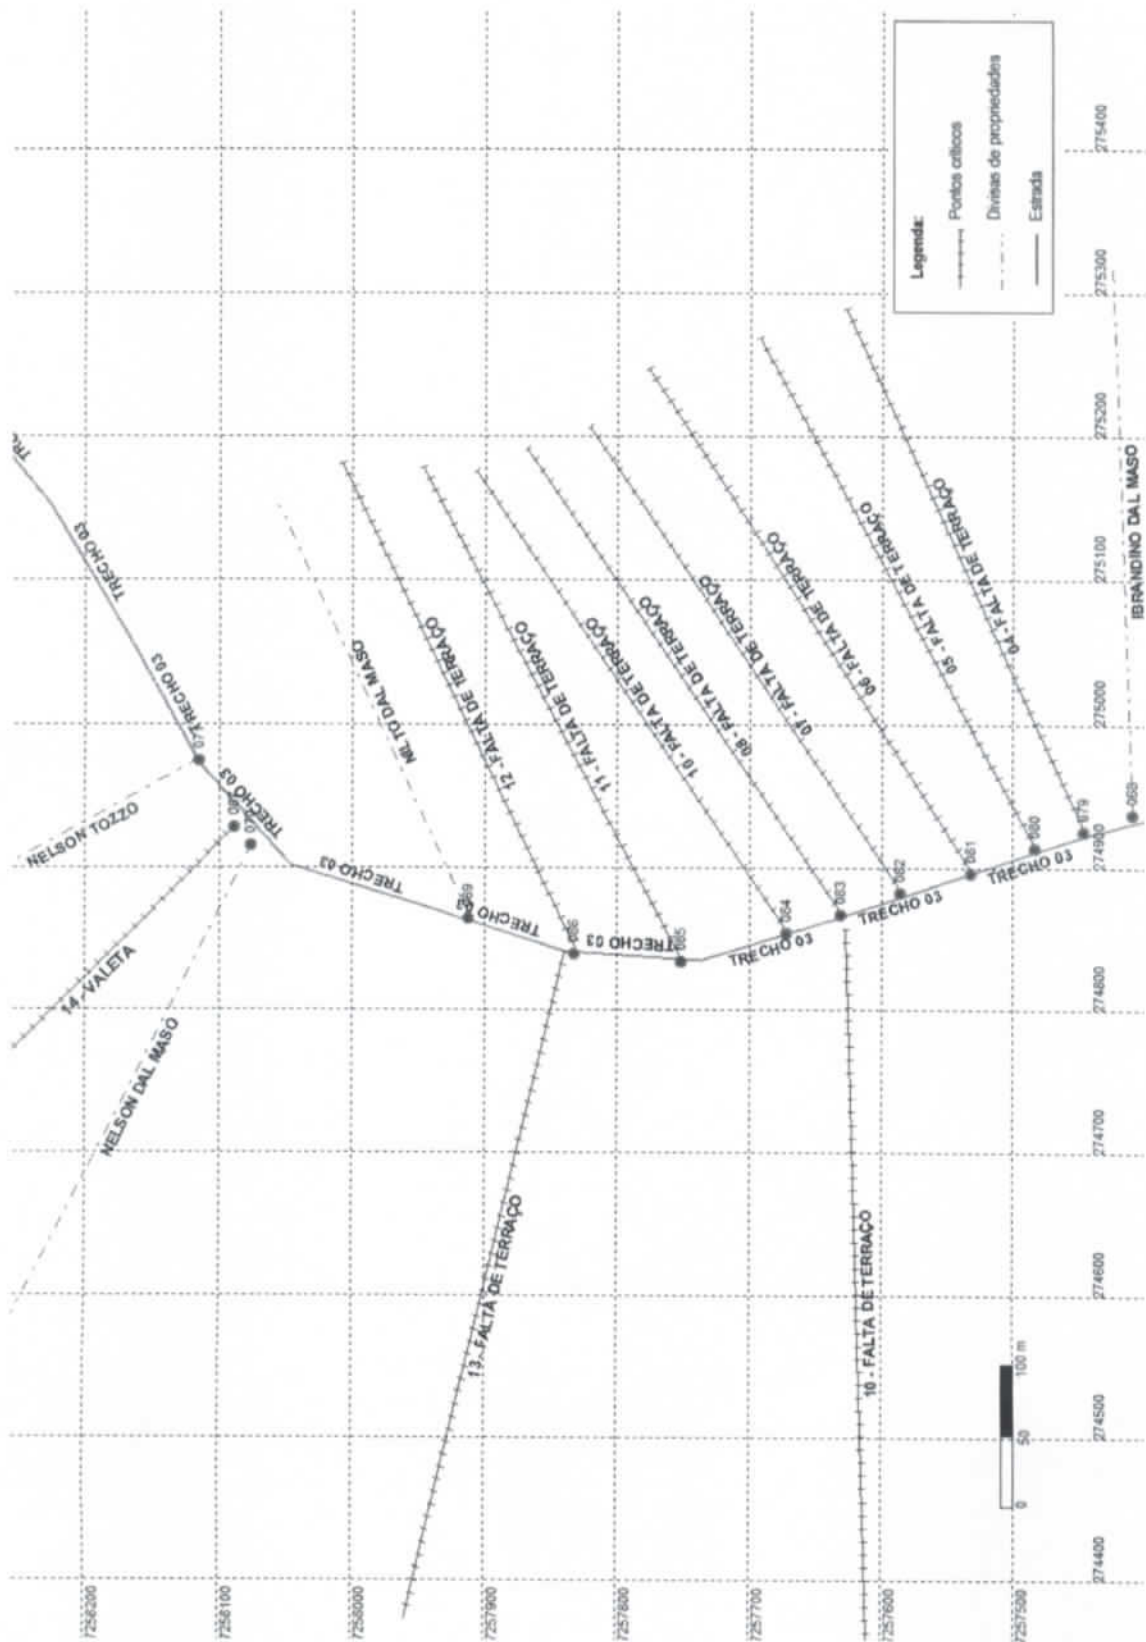 Legenda:
Pontos críticos
Divisas de propriedades
Estrada
275400
275300
275200
275100
275000
274900
274800
274700
274600
274500
274400
7258200
7258100
7258000
7257900
7257800
7257700
7257600
7257500
TRECHO 03
TRECHO 03
TRECHO 03
TRECHO 03
TRECHO 03
TRECHO 03
TRECHO 03
TRECHO 03
TRECHO 03
NELSON TOZZO
14 - VALETA
NELSON DAL MASO
NILTO DAL MASO
12 - FALTA DE TERRAÇO
11 - FALTA DE TERRAÇO
10 - FALTA DE TERRAÇO
08 - FALTA DE TERRAÇO
07 - FALTA DE TERRAÇO
06 - FALTA DE TERRAÇO
05 - FALTA DE TERRAÇO
04 - FALTA DE TERRAÇO
IBRANDINO DAL MASO
13 - FALTA DE TERRAÇO
10 - FALTA DE TERRAÇO
069
086
085
084
083
082
081
080
079
068
0
50
100 m